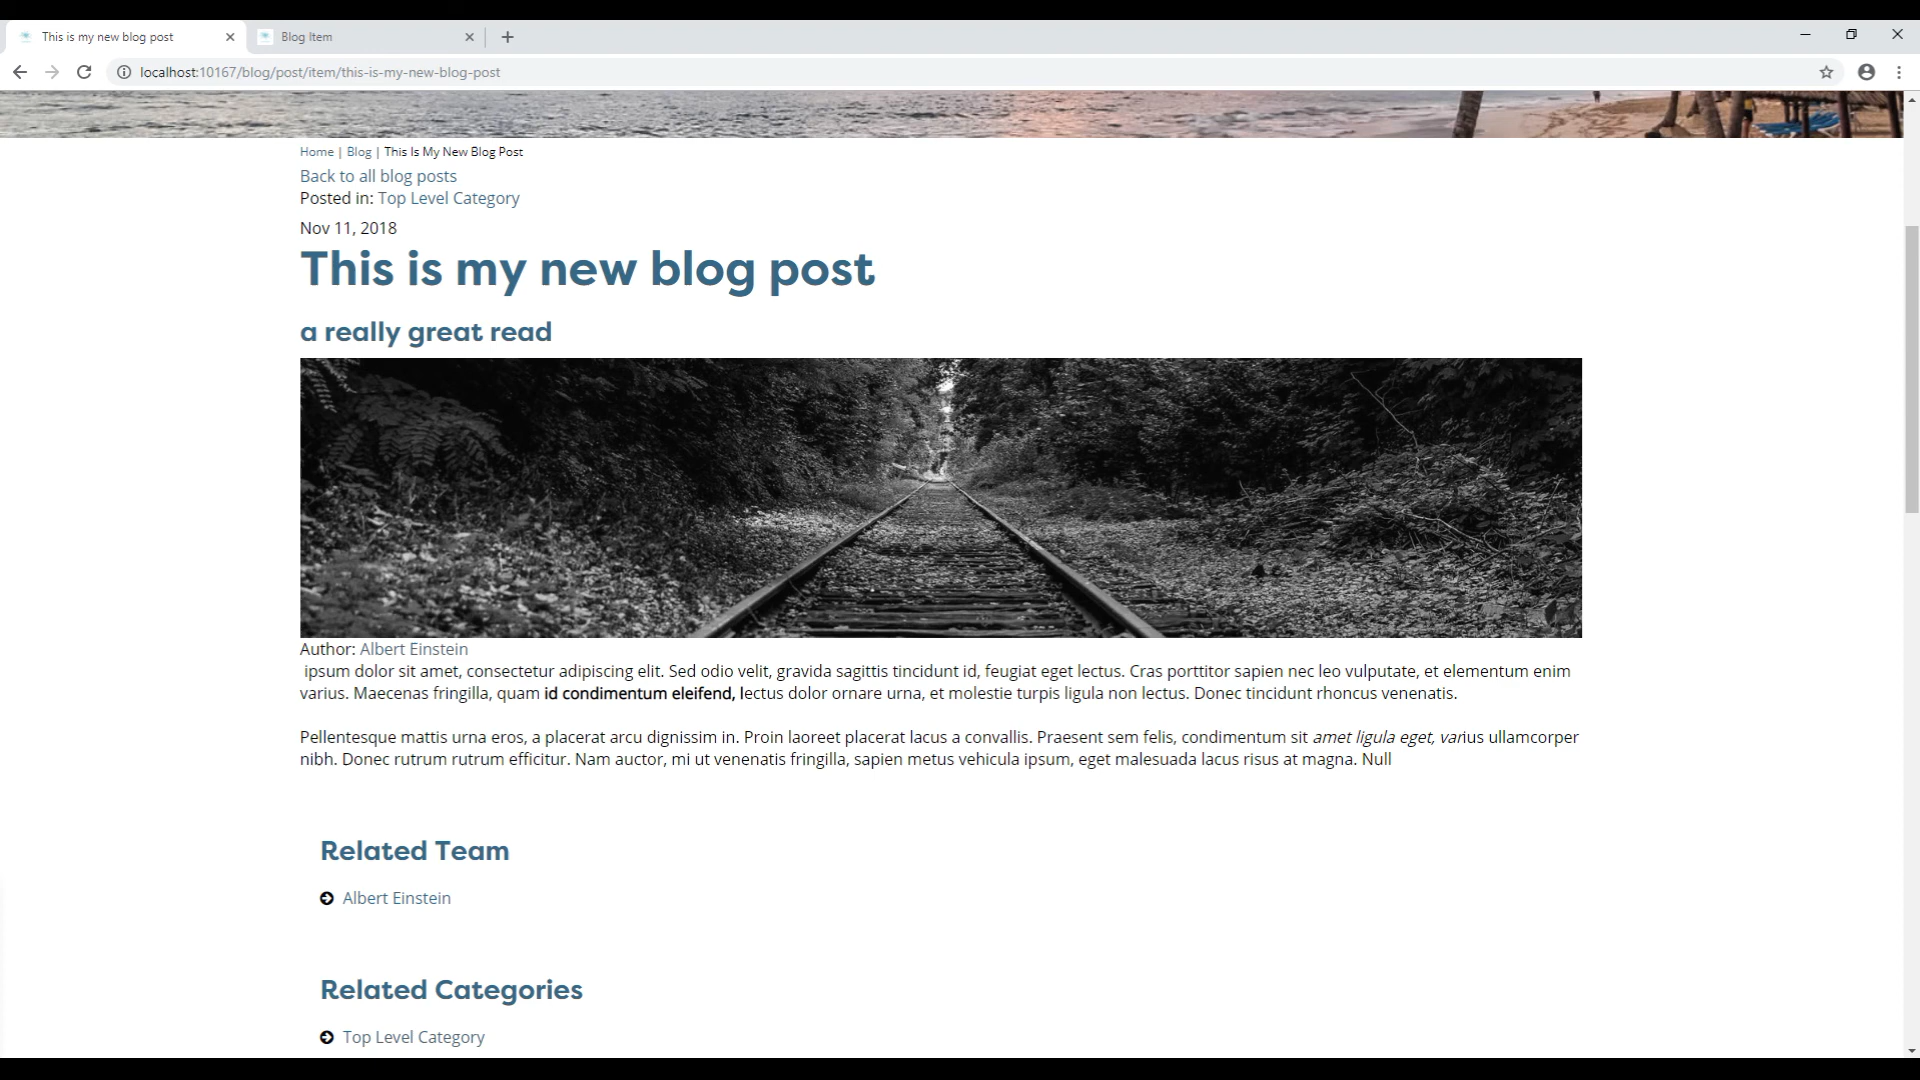 This is my new blog post
Blog Item
localhost:10167/blog/post/item/this-is-my-new-blog-post
Home | Blog | This Is My New Blog Post
Back to all blog posts
Posted in: Top Level Category
Nov 11, 2018
This is my new blog post
a really great read
Author: Albert Einstein
ipsum dolor sit amet, consectetur adipiscing elit. Sed odio velit, gravida sagittis tincidunt id, feugiat eget lectus. Cras porttitor sapien nec leo vulputate, et elementum enim
varius. Maecenas fringilla, quam id condimentum eleifend, lectus dolor ornare urna, et molestie turpis ligula non lectus. Donec tincidunt rhoncus venenatis.
Pellentesque mattis urna eros, a placerat arcu dignissim in. Proin laoreet placerat lacus a convallis. Praesent sem felis, condimentum sit amet ligula eget, varius ullamcorper
nibh. Donec rutrum rutrum efficitur. Nam auctor, mi ut venenatis fringilla, sapien metus vehicula ipsum, eget malesuada lacus risus at magna. Null
Related Team
Albert Einstein
Related Categories
Top Level Category